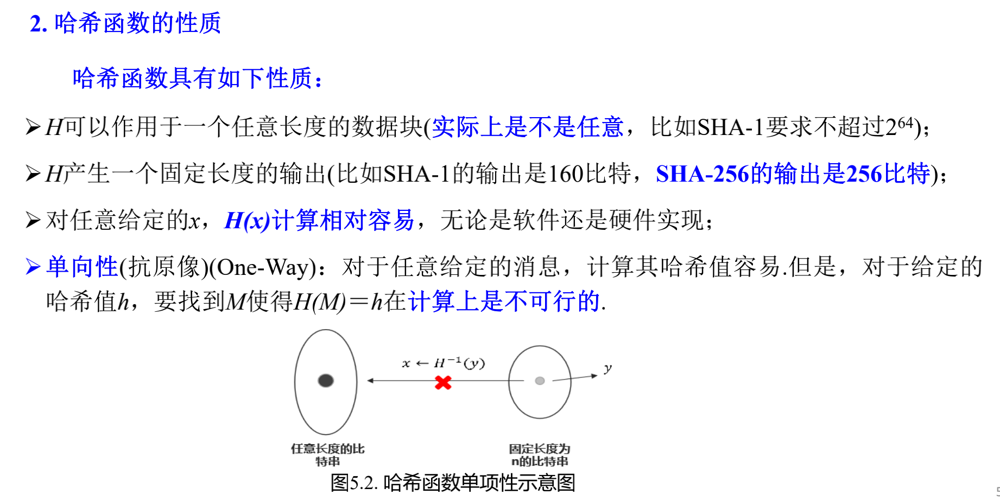 2. 哈希函数的性质
哈希函数具有如下性质：
➢H可以作用于一个任意长度的数据块(实际上是不是任意，比如SHA-1要求不超过2⁶⁴)；
➢H产生一个固定长度的输出(比如SHA-1的输出是160比特，SHA-256的输出是256比特)；
➢对任意给定的x，H(x)计算相对容易，无论是软件还是硬件实现；
➢单向性(抗原像)(One-Way)：对于任意给定的消息，计算其哈希值容易.但是，对于给定的
哈希值h，要找到M使得H(M)＝h在计算上是不可行的.
x ← H⁻¹(y)
y
任意长度的比
特串
固定长度为
n的比特串
图5.2. 哈希函数单项性示意图